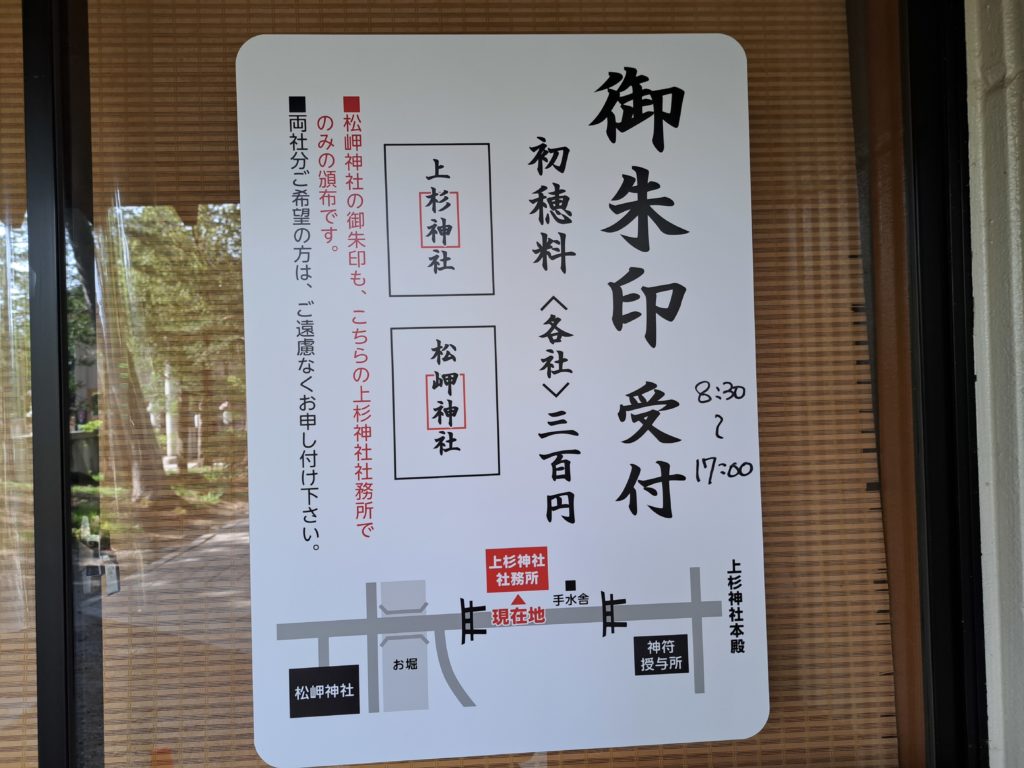 御朱印 受付
8:30
〜
17:00
初穂料〈各社〉三百円
上杉神社
松岬神社
■松岬神社の御朱印も、こちらの上杉神社社務所で
のみの頒布です。
■両社分ご希望の方は、ご遠慮なくお申し付け下さい。
上杉神社本殿
手水舎
上杉神社
社務所
▲
現在地
神符
授与所
お堀
松岬神社